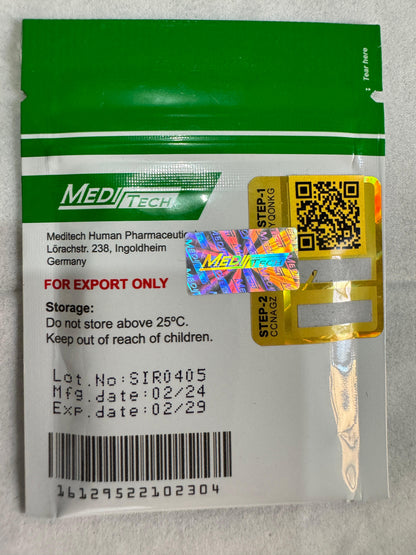 Tear here
MEDITECH
Meditech Human Pharmaceutic
Lörachstr. 238, Ingoldheim
Germany
FOR EXPORT ONLY
Storage:
Do not store above 25ºC.
Keep out of reach of children.
Lot.No:SIR0405
Mfg.date:02/24
Exp.date:02/29
16129522102304
MEDITECH
STEP-1
YQONKG
STEP-2
CCNAGZ